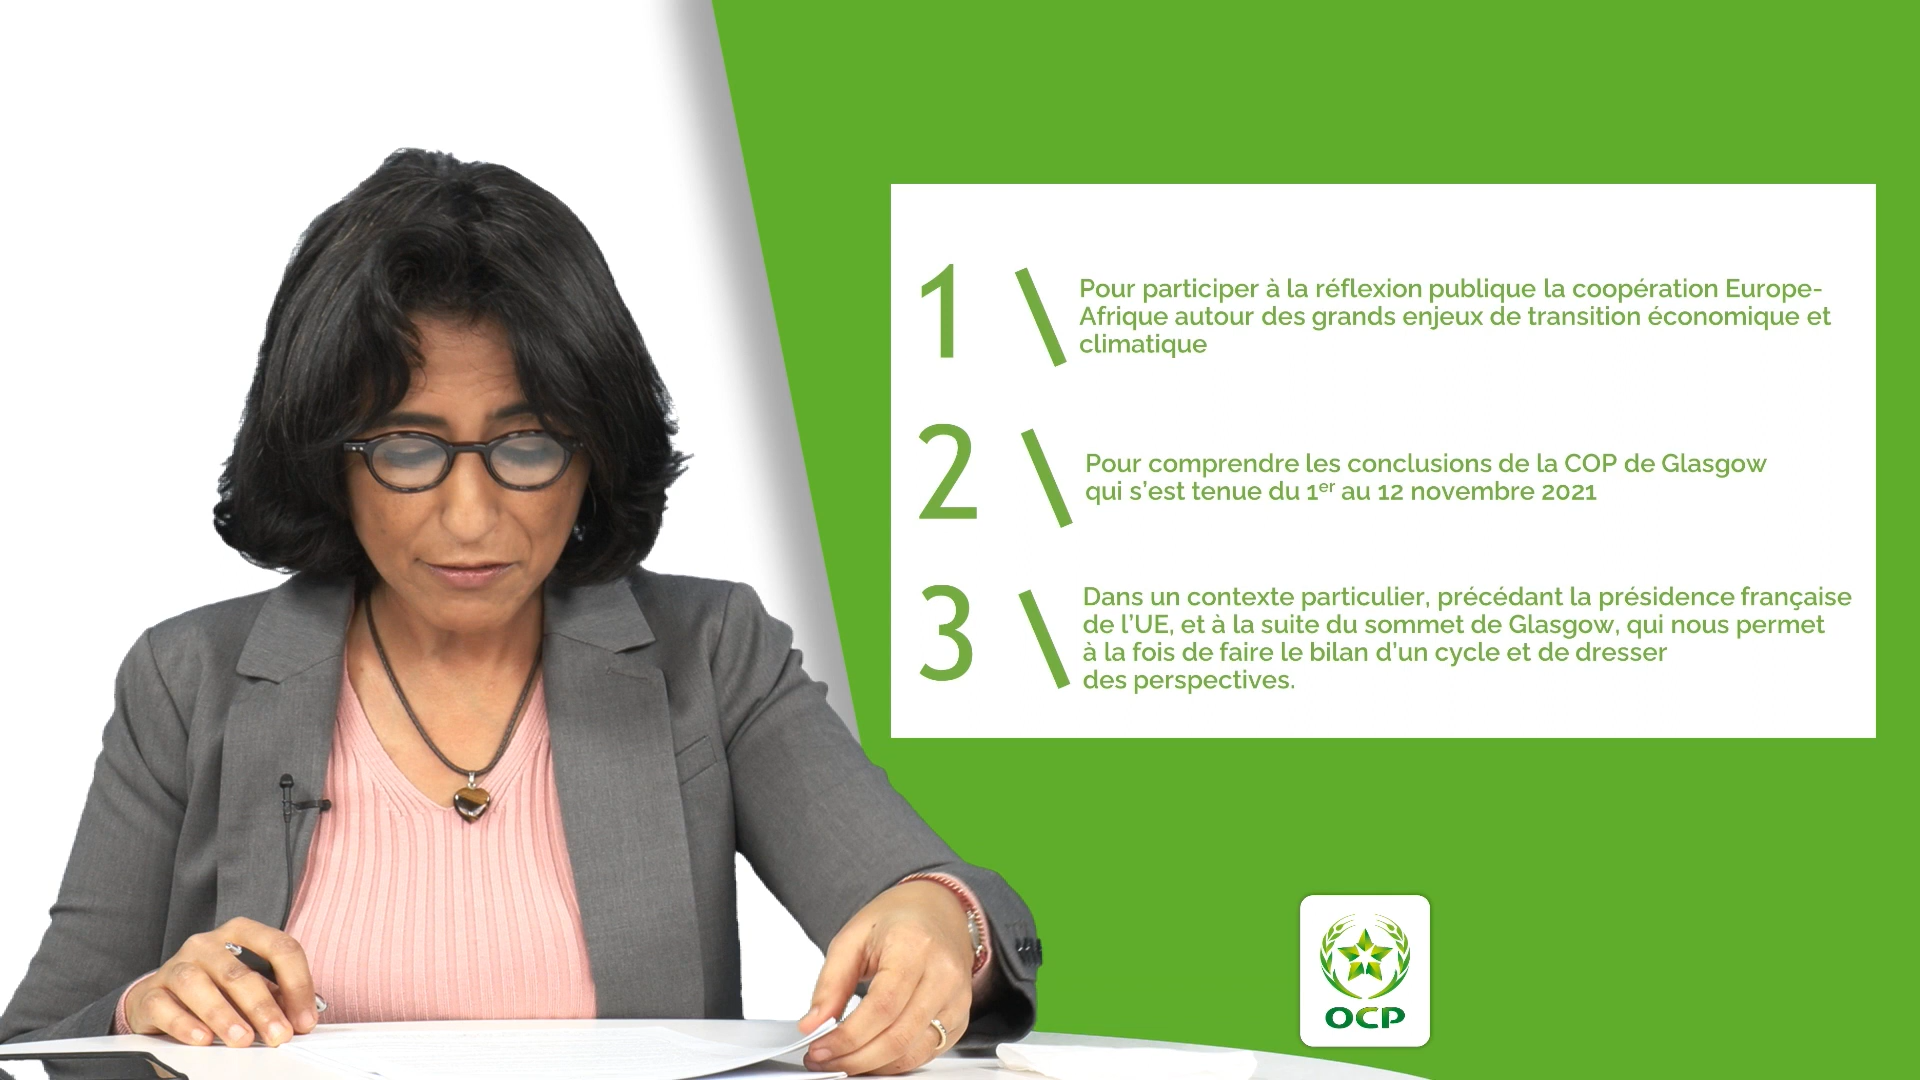 1
Pour participer à la réflexion publique la coopération Europe-
Afrique autour des grands enjeux de transition économique et
climatique
2
Pour comprendre les conclusions de la COP de Glasgow
qui s'est tenue du 1er au 12 novembre 2021
3
Dans un contexte particulier, précédant la présidence française
de l'UE, et à la suite du sommet de Glasgow, qui nous permet
à la fois de faire le bilan d'un cycle et de dresser
des perspectives.
OCP